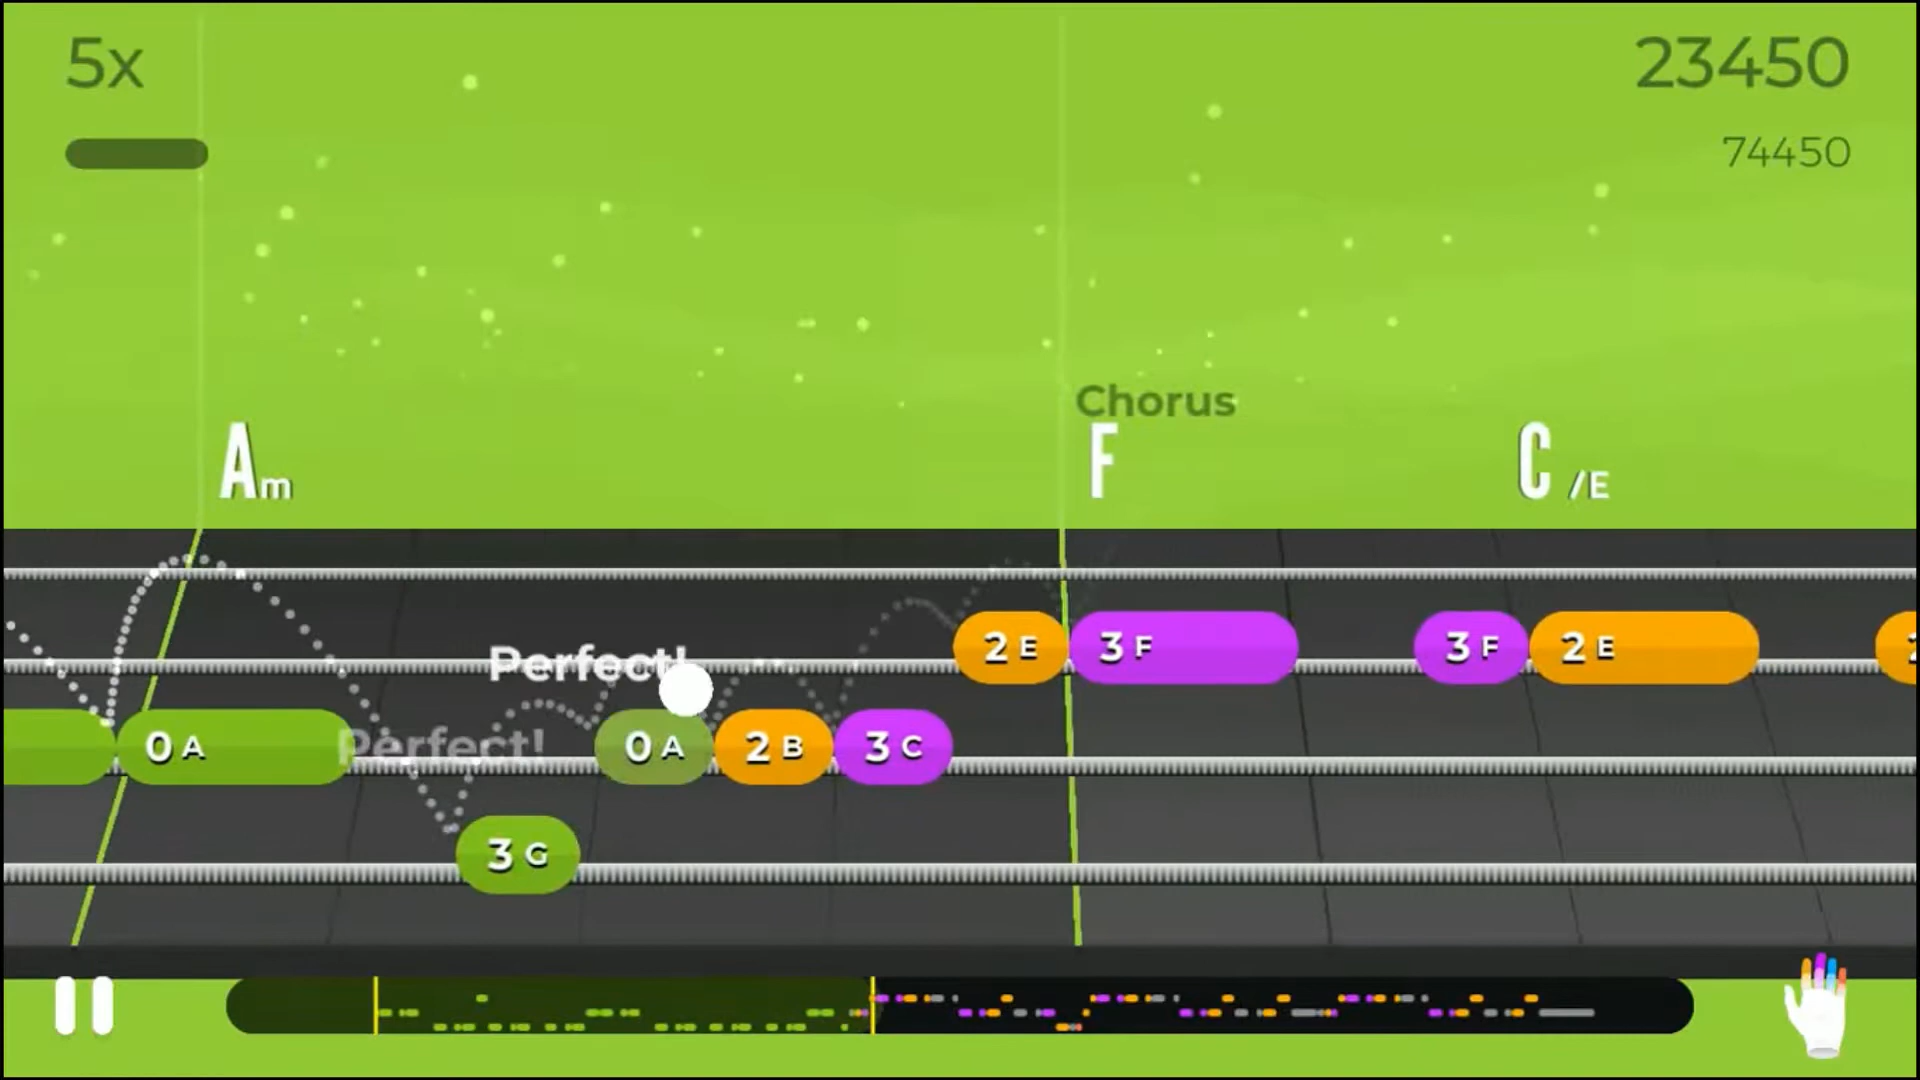 5x
23450
74450
Chorus
Am
F
C /E
2 E
3 F
3 F
2 E
Perfect!
0 A
Perfect!
0 A
2 B
3 C
3 G